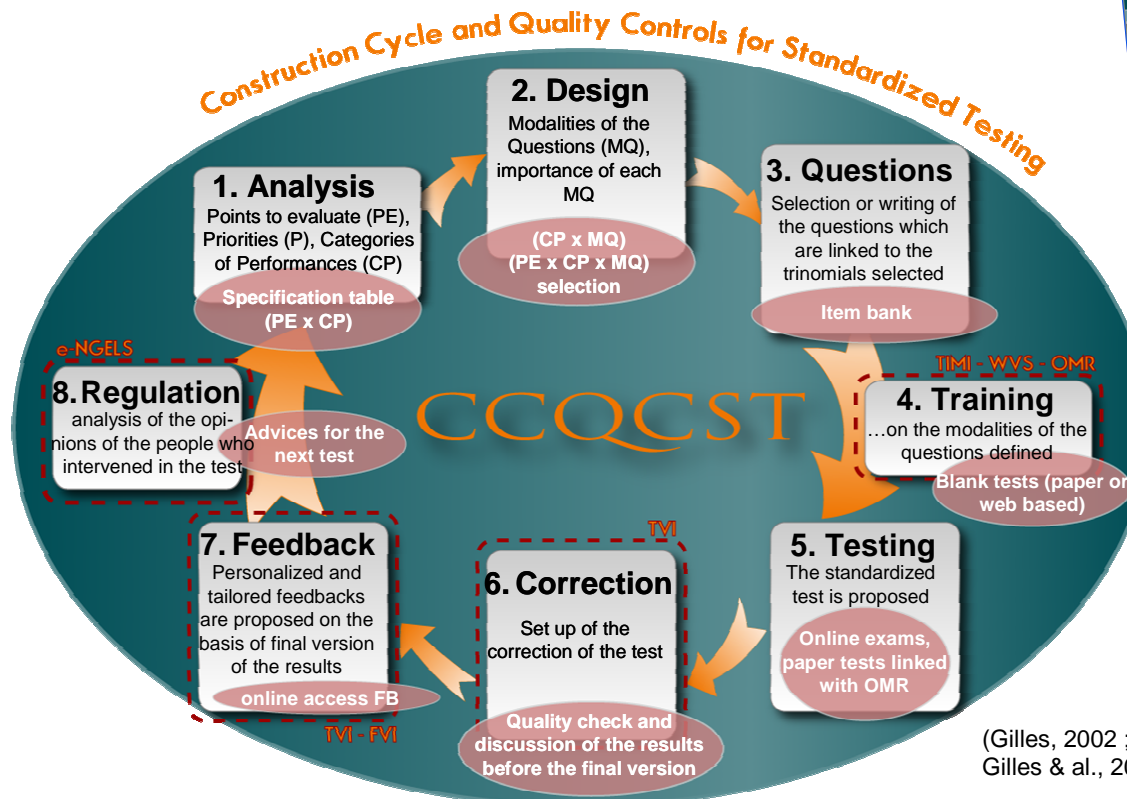 Construction Cycle and Quality Controls for Standardized Testing
1. Analysis
Points to evaluate (PE),
Priorities (P), Categories
of Performances (CP)
Specification table
(PE x CP)
2. Design
Modalities of the
Questions (MQ),
importance of each
MQ
(CP x MQ)
(PE x CP x MQ)
selection
3. Questions
Selection or writing of
the questions which
are linked to the
trinomials selected
Item bank
TIMI - WVS - OMR
4. Training
...on the modalities of the
questions defined
Blank tests (paper or
web based)
5. Testing
The standardized
test is proposed
Online exams,
paper tests linked
with OMR
TVI
6. Correction
Set up of the
correction of the test
Quality check and
discussion of the results
before the final version
7. Feedback
Personalized and
tailored feedbacks
are proposed on the
basis of final version
of the results
online access FB
TVI - FVI
e-NGELS
8. Regulation
analysis of the opi-
nions of the people who
intervened in the test
Advices for the
next test
CCQCST
(Gilles, 2002 ;
Gilles & al., 20